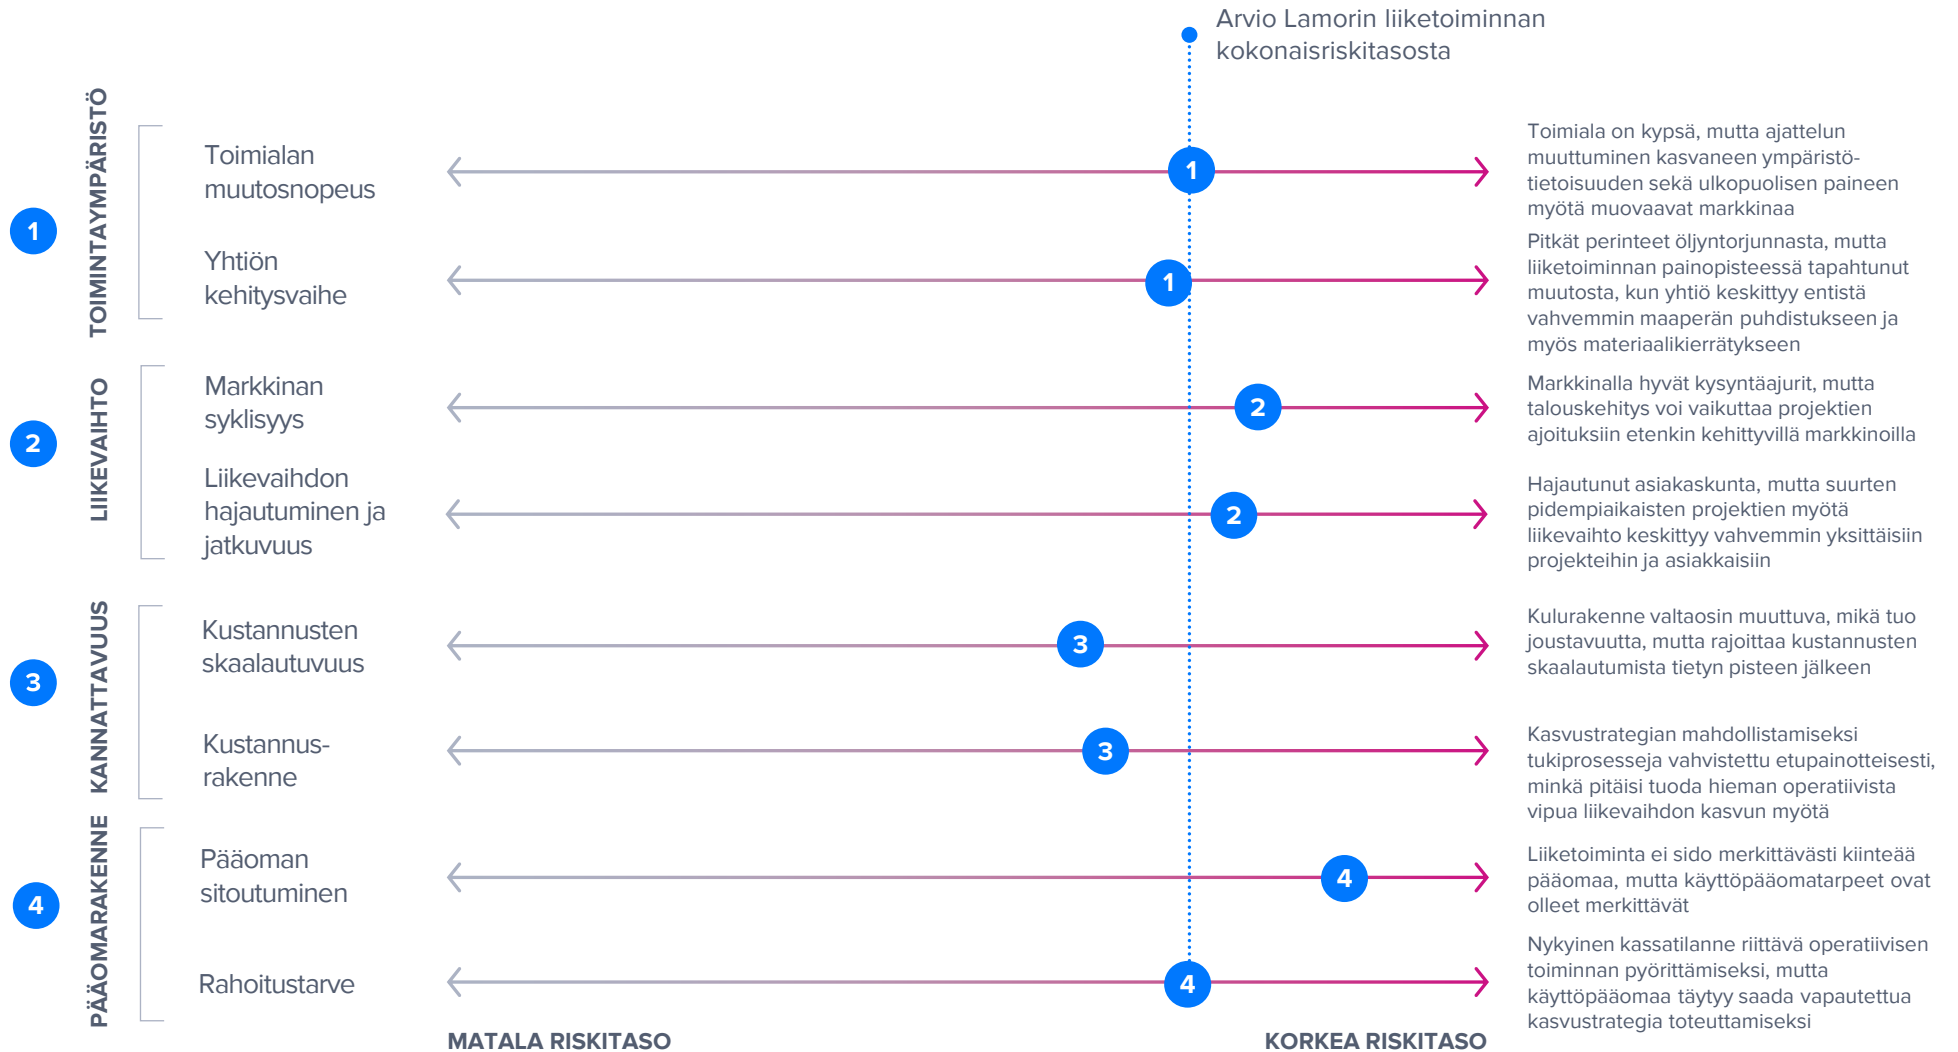 Arvio Lamorin liiketoiminnan
kokonaisriskitasosta
1
TOIMINTAYMPÄRISTÖ
Toimialan
muutosnopeus
1
Toimiala on kypsä, mutta ajattelun
muuttuminen kasvaneen ympäristö-
tietoisuuden sekä ulkopuolisen paineen
myötä muovaavat markkinaa
Yhtiön
kehitysvaihe
1
Pitkät perinteet öljyntorjunnasta, mutta
liiketoiminnan painopisteessä tapahtunut
muutosta, kun yhtiö keskittyy entistä
vahvemmin maaperän puhdistukseen ja
myös materiaalikierrätykseen
2
LIIKEVAIHTO
Markkinan
syklisyys
2
Markkinalla hyvät kysyntäajurit, mutta
talouskehitys voi vaikuttaa projektien
ajoituksiin etenkin kehittyvillä markkinoilla
Liikevaihdon
hajautuminen ja
jatkuvuus
2
Hajautunut asiakaskunta, mutta suurten
pidempiaikaisten projektien myötä
liikevaihto keskittyy vahvemmin yksittäisiin
projekteihin ja asiakkaisiin
3
KANNATTAVUUS
Kustannusten
skaalautuvuus
3
Kulurakenne valtaosin muuttuva, mikä tuo
joustavuutta, mutta rajoittaa kustannusten
skaalautumista tietyn pisteen jälkeen
Kustannus-
rakenne
3
Kasvustrategian mahdollistamiseksi
tukiprosesseja vahvistettu etupainotteisesti,
minkä pitäisi tuoda hieman operatiivista
vipua liikevaihdon kasvun myötä
4
PÄÄOMARAKENNE
Pääoman
sitoutuminen
4
Liiketoiminta ei sido merkittävästi kiinteää
pääomaa, mutta käyttöpääomatarpeet ovat
olleet merkittävät
Rahoitustarve
4
Nykyinen kassatilanne riittävä operatiivisen
toiminnan pyörittämiseksi, mutta
käyttöpääomaa täytyy saada vapautettua
kasvustrategia toteuttamiseksi
MATALA RISKITASO
KORKEA RISKITASO